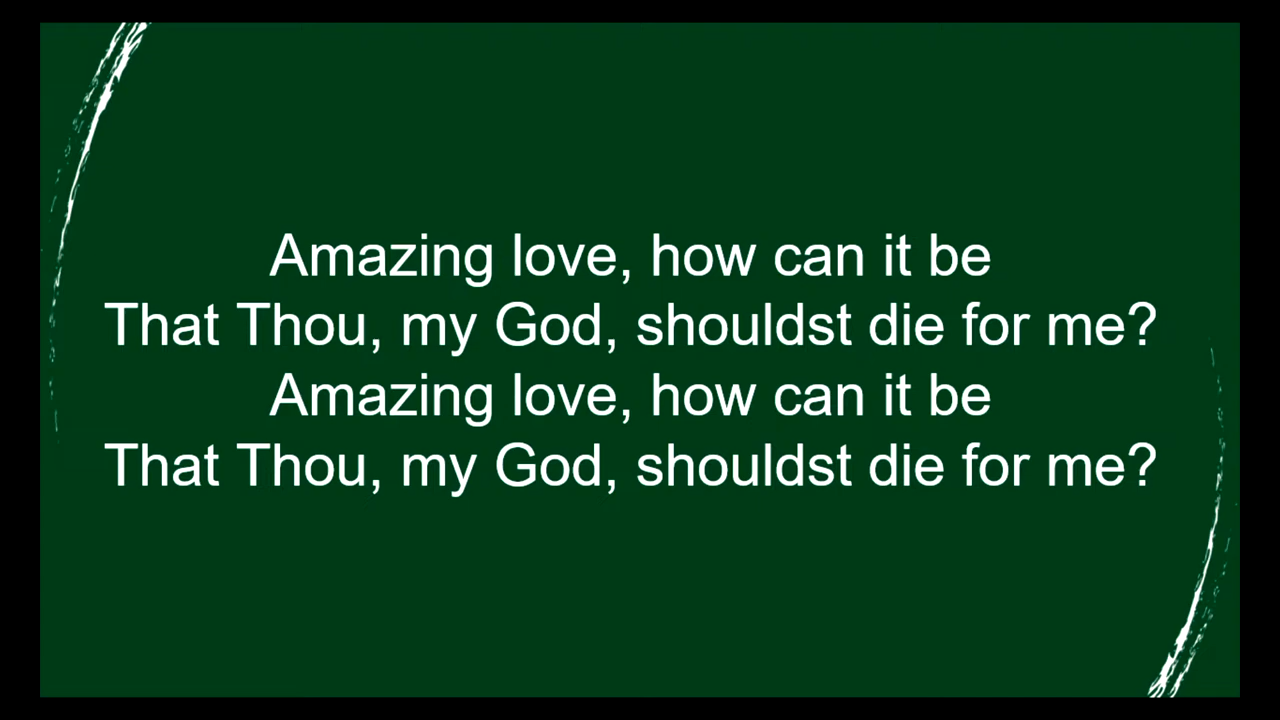 Amazing love, how can it be
That Thou, my God, shouldst die for me?
Amazing love, how can it be
That Thou, my God, shouldst die for me?